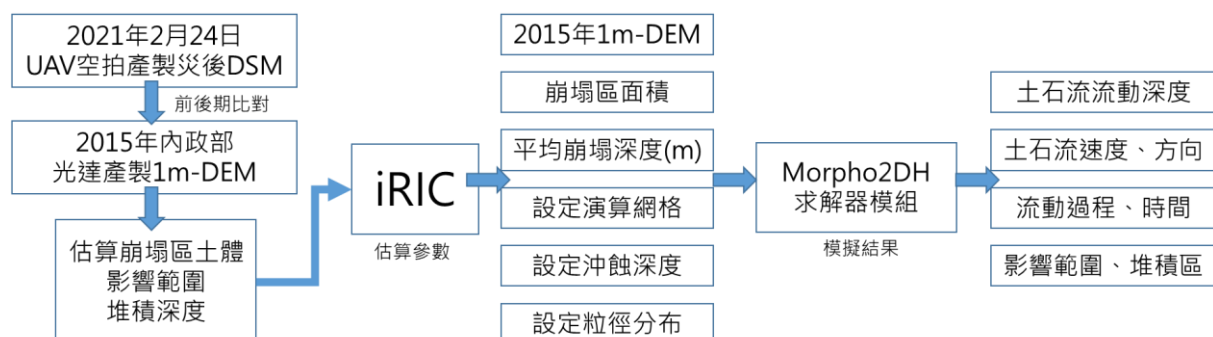 2021年2月24日
UAV空拍產製災後DSM
前後期比對
2015年內政部
光達產製1m-DEM
估算崩塌區土體
影響範圍
堆積深度
iRIC
估算參數
2015年1m-DEM
崩塌區面積
平均崩塌深度(m)
設定演算網格
設定沖蝕深度
設定粒徑分布
Morpho2DH
求解器模組
模擬結果
土石流流動深度
土石流速度、方向
流動過程、時間
影響範圍、堆積區